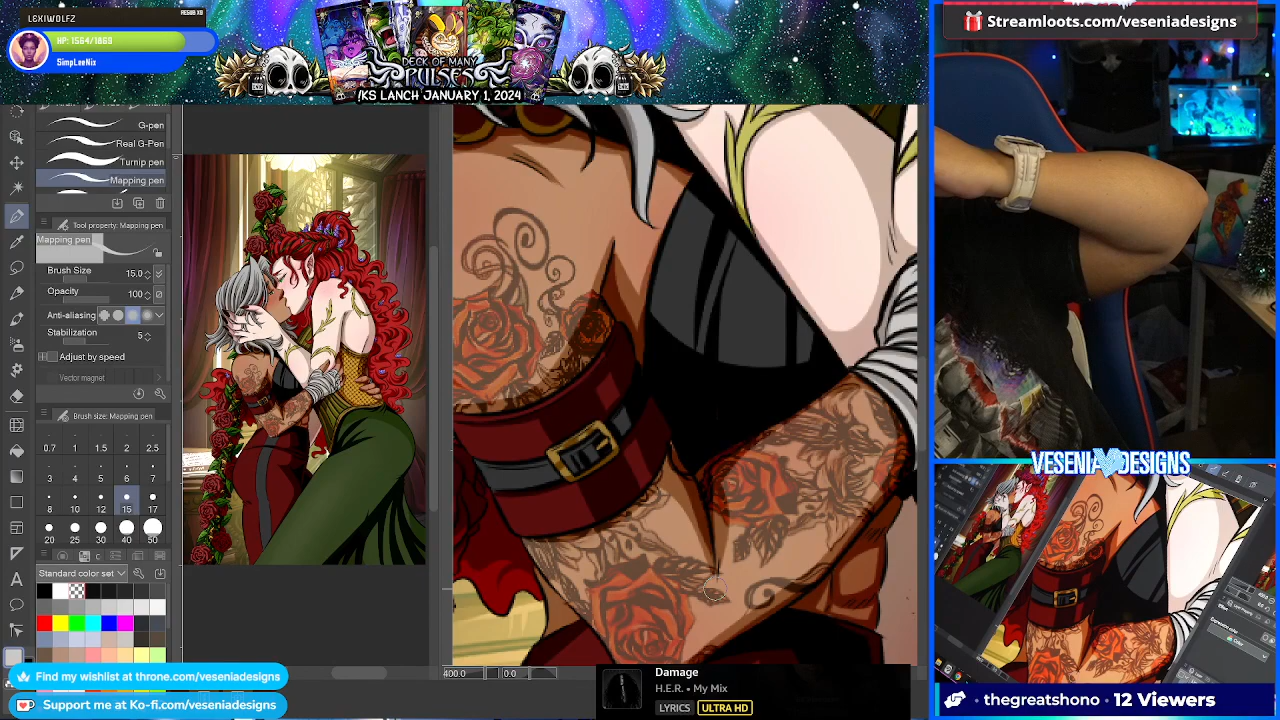 LEXIWOLFZ
HP: 1564/1869
SimpLeeNix
DECK OF MANY
PULSES
!KS LANCH JANUARY 1, 2024
Streamloots.com/veseniadesigns
G-pen
Real G-Pen
Turnip pen
Mapping pen
Tool property: Mapping pen
Mapping pen
Brush Size 15.0
Opacity 100
Anti-aliasing
Stabilization 5
Adjust by speed
Vector magnet
Brush size: Mapping pen
0.7 1 1.5 2 2.5
3 4 5 6 7
8 10 12 15 17
20 25 30 40 50
Standard color set
400.0 0.0
VESENIA DESIGNS
Find my wishlist at throne.com/veseniadesigns
Support me at Ko-fi.com/veseniadesigns
Damage
H.E.R. • My Mix
LYRICS ULTRA HD
thegreatshono • 12 Viewers